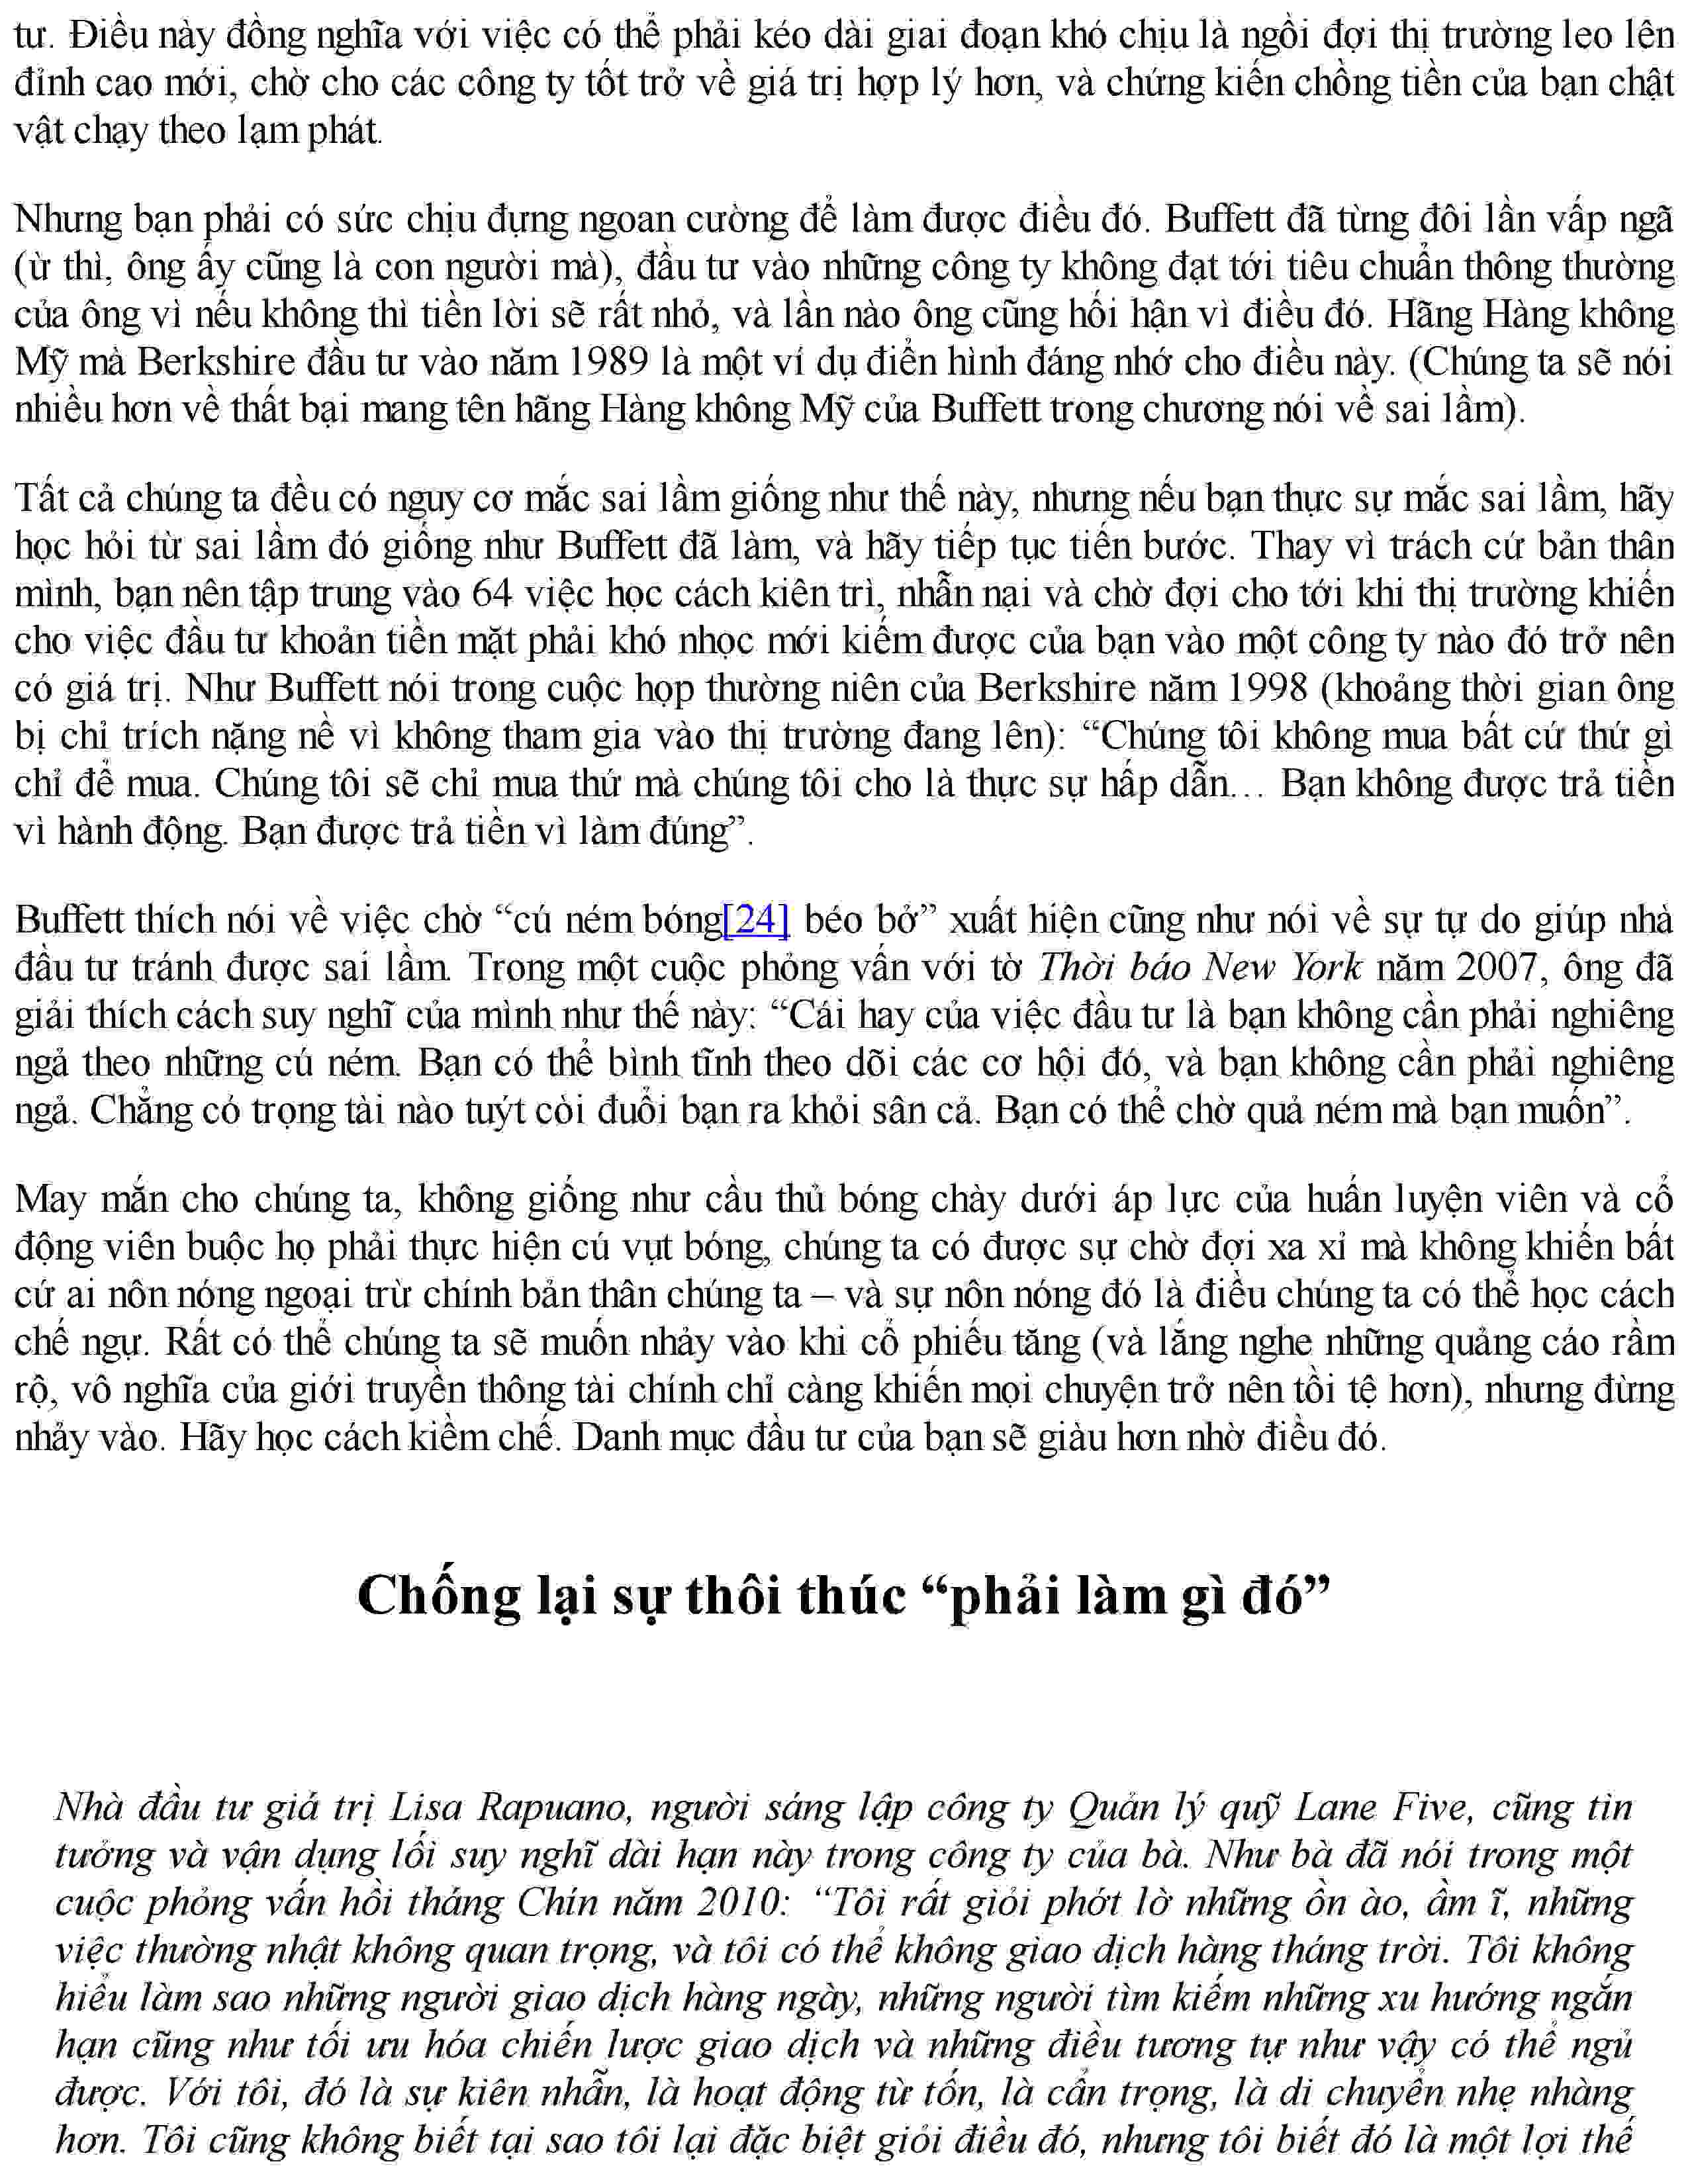 tư. Điều này đồng nghĩa với việc có thể phải kéo dài giai đoạn khó chịu là ngồi đợi thị trường leo lên
đỉnh cao mới, chờ cho các công ty tốt trở về giá trị hợp lý hơn, và chứng kiến chồng tiền của bạn chật
vật chạy theo lạm phát.
Nhưng bạn phải có sức chịu đựng ngoan cường để làm được điều đó. Buffett đã từng đôi lần vấp ngã
(ừ thì, ông ấy cũng là con người mà), đầu tư vào những công ty không đạt tới tiêu chuẩn thông thường
của ông vì nếu không thì tiền lời sẽ rất nhỏ, và lần nào ông cũng hối hận vì điều đó. Hãng Hàng không
Mỹ mà Berkshire đầu tư vào năm 1989 là một ví dụ điển hình đáng nhớ cho điều này. (Chúng ta sẽ nói
nhiều hơn về thất bại mang tên hãng Hàng không Mỹ của Buffett trong chương nói về sai lầm).
Tất cả chúng ta đều có nguy cơ mắc sai lầm giống như thế này, nhưng nếu bạn thực sự mắc sai lầm, hãy
học hỏi từ sai lầm đó giống như Buffett đã làm, và hãy tiếp tục tiến bước. Thay vì trách cứ bản thân
mình, bạn nên tập trung vào 64 việc học cách kiên trì, nhẫn nại và chờ đợi cho tới khi thị trường khiến
cho việc đầu tư khoản tiền mặt phải khó nhọc mới kiếm được của bạn vào một công ty nào đó trở nên
có giá trị. Như Buffett nói trong cuộc họp thường niên của Berkshire năm 1998 (khoảng thời gian ông
bị chỉ trích nặng nề vì không tham gia vào thị trường đang lên): “Chúng tôi không mua bất cứ thứ gì
chỉ để mua. Chúng tôi sẽ chỉ mua thứ mà chúng tôi cho là thực sự hấp dẫn… Bạn không được trả tiền
vì hành động. Bạn được trả tiền vì làm đúng”.
Buffett thích nói về việc chờ “cú ném bóng[24] béo bở” xuất hiện cũng như nói về sự tự do giúp nhà
đầu tư tránh được sai lầm. Trong một cuộc phỏng vấn với tờ Thời báo New York năm 2007, ông đã
giải thích cách suy nghĩ của mình như thế này: “Cái hay của việc đầu tư là bạn không cần phải nghiêng
ngả theo những cú ném. Bạn có thể bình tĩnh theo dõi các cơ hội đó, và bạn không cần phải nghiêng
ngả. Chẳng có trọng tài nào tuýt còi đuổi bạn ra khỏi sân cả. Bạn có thể chờ quả ném mà bạn muốn”.
May mắn cho chúng ta, không giống như cầu thủ bóng chày dưới áp lực của huấn luyện viên và cổ
động viên buộc họ phải thực hiện cú vụt bóng, chúng ta có được sự chờ đợi xa xỉ mà không khiến bất
cứ ai nôn nóng ngoại trừ chính bản thân chúng ta – và sự nôn nóng đó là điều chúng ta có thể học cách
chế ngự. Rất có thể chúng ta sẽ muốn nhảy vào khi cổ phiếu tăng (và lắng nghe những quảng cáo rầm
rộ, vô nghĩa của giới truyền thông tài chính chỉ càng khiến mọi chuyện trở nên tồi tệ hơn), nhưng đừng
nhảy vào. Hãy học cách kiềm chế. Danh mục đầu tư của bạn sẽ giàu hơn nhờ điều đó.
Chống lại sự thôi thúc “phải làm gì đó”
Nhà đầu tư giá trị Lisa Rapuano, người sáng lập công ty Quản lý quỹ Lane Five, cũng tin
tưởng và vận dụng lối suy nghĩ dài hạn này trong công ty của bà. Như bà đã nói trong một
cuộc phỏng vấn hồi tháng Chín năm 2010: “Tôi rất giỏi phớt lờ những ồn ào, ầm ĩ, những
việc thường nhật không quan trọng, và tôi có thể không giao dịch hàng tháng trời. Tôi không
hiểu làm sao những người giao dịch hàng ngày, những người tìm kiếm những xu hướng ngắn
hạn cũng như tối ưu hóa chiến lược giao dịch và những điều tương tự như vậy có thể ngủ
được. Với tôi, đó là sự kiên nhẫn, là hoạt động từ tốn, là cẩn trọng, là di chuyển nhẹ nhàng
hơn. Tôi cũng không biết tại sao tôi lại đặc biệt giỏi điều đó, nhưng tôi biết đó là một lợi thế